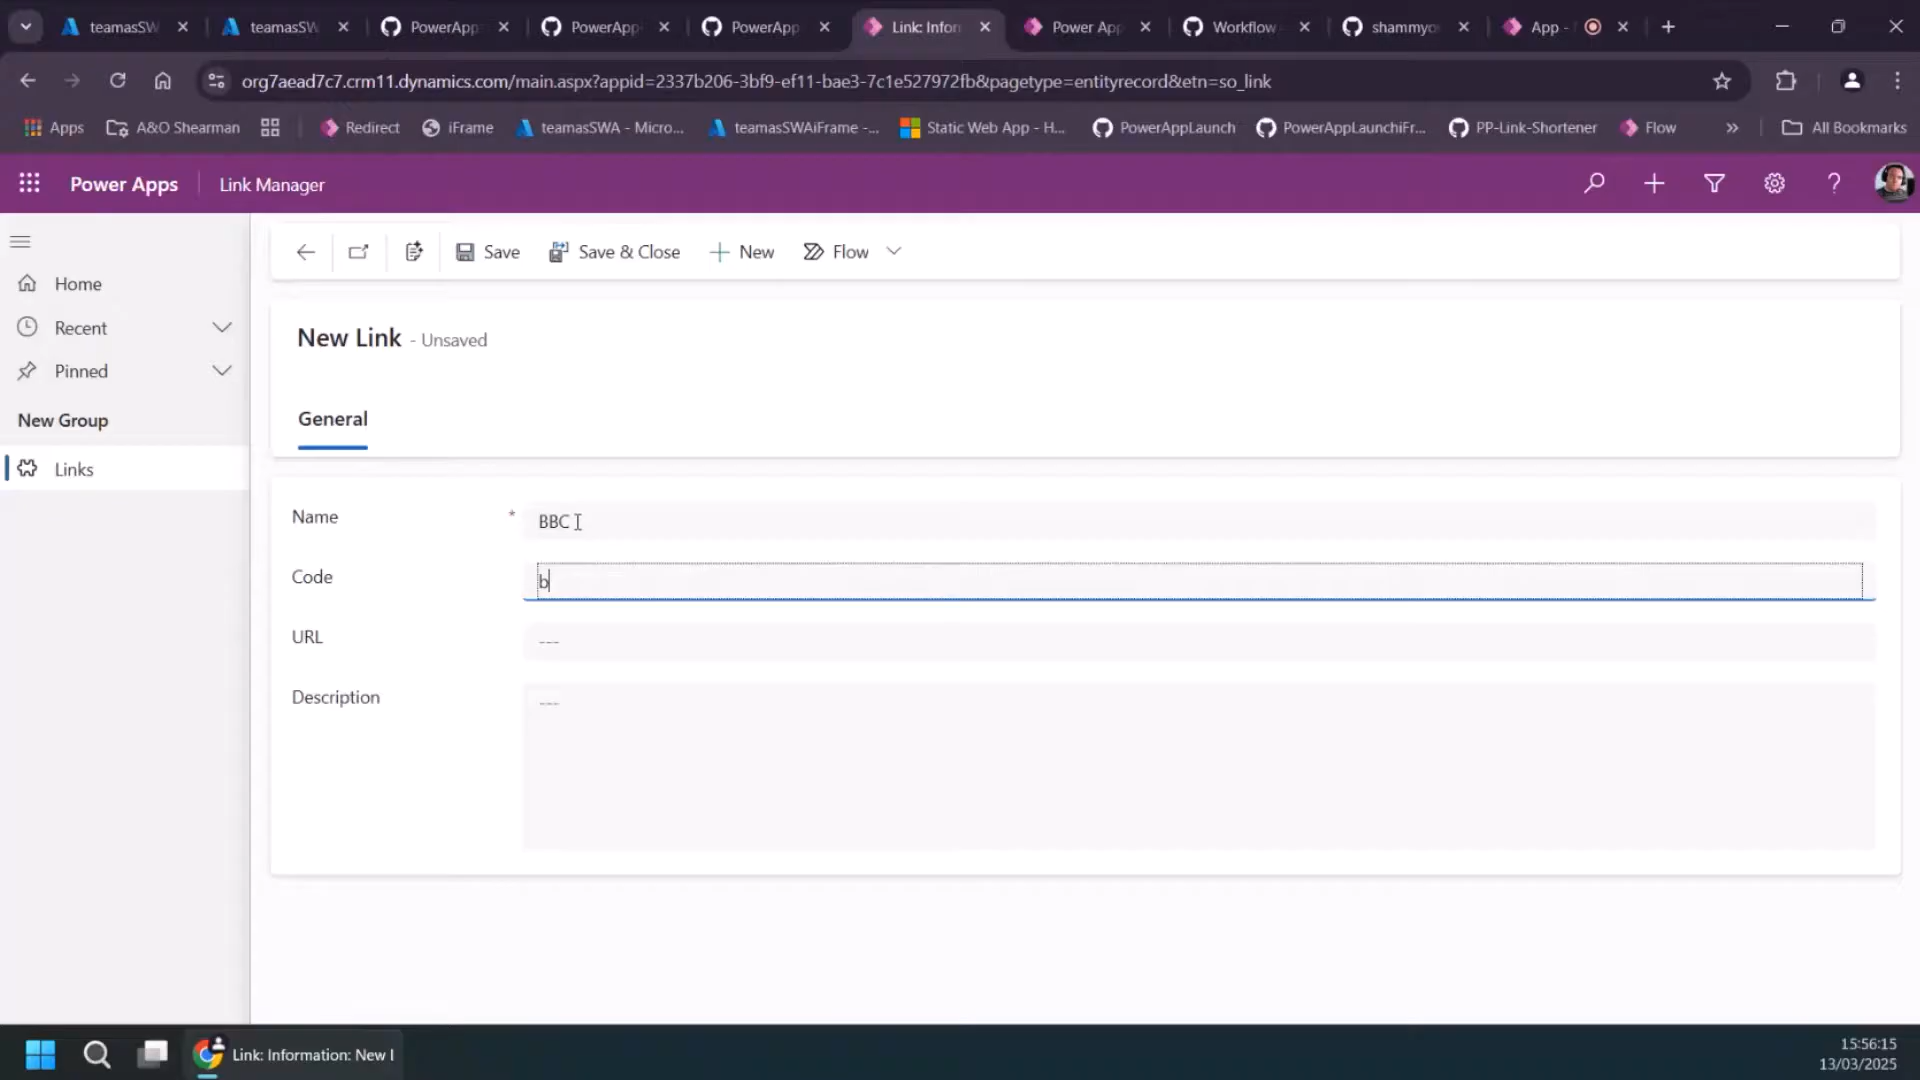 teamasSW
teamasSW
PowerApp
PowerApp
PowerApp
Link: Infor
Power App
Workflow
shammyo
App -
org7aead7c7.crm11.dynamics.com/main.aspx?appid=2337b206-3bf9-ef11-bae3-7c1e527972fb&pagetype=entityrecord&etn=so_link
Apps
A&O Shearman
Redirect
iFrame
teamasSWA - Micro...
teamasSWAiFrame -...
Static Web App - H...
PowerAppLaunch
PowerAppLaunchiFr...
PP-Link-Shortener
Flow
»
All Bookmarks
Power Apps
Link Manager
Save
Save & Close
New
Flow
Home
Recent
Pinned
New Group
Links
New Link - Unsaved
General
Name * BBC
Code b
URL ---
Description ---
Link: Information: New l
15:56:15
13/03/2025